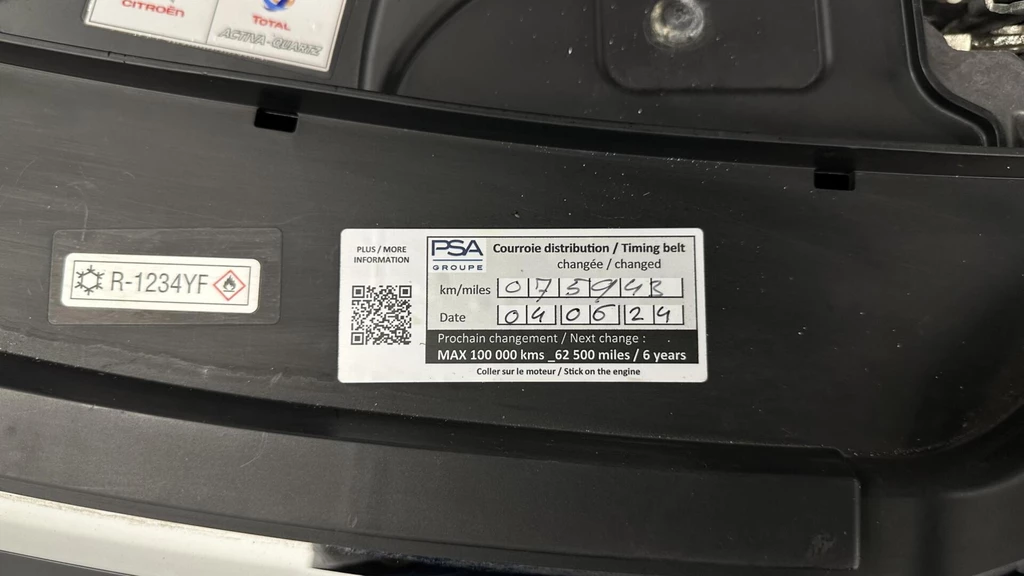 CITROËN
TOTAL
ACTIVA-QUARTZ
R-1234YF
PLUS / MORE
INFORMATION
PSA
GROUPE
Courroie distribution / Timing belt
changée / changed
km/miles 075943
Date 040624
Prochain changement / Next change :
MAX 100 000 kms _62 500 miles / 6 years
Coller sur le moteur / Stick on the engine